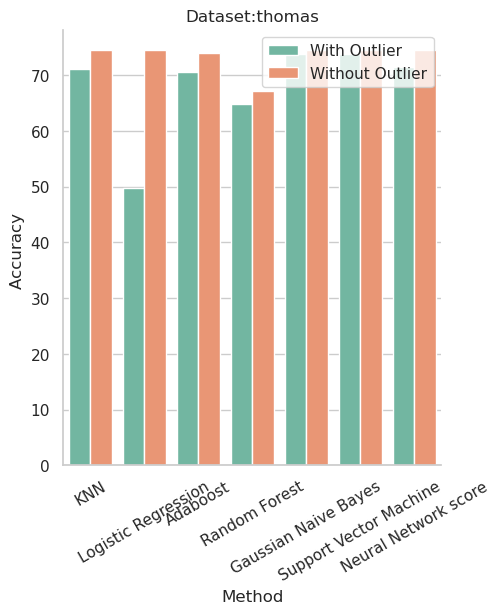 Dataset:thomas
With Outlier
Without Outlier
Accuracy
70
60
50
40
30
20
10
0
KNN
Logistic Regression
Adaboost
Random Forest
Gaussian Naive Bayes
Support Vector Machine
Neural Network score
Method